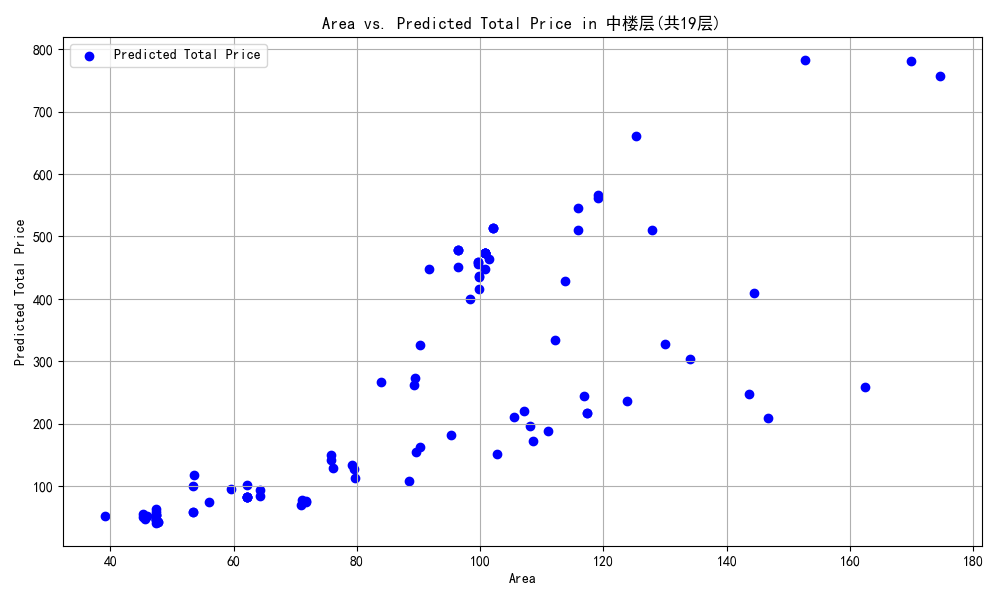 Area vs. Predicted Total Price in 中楼层(共19层)
Predicted Total Price
800
700
600
500
400
300
200
100
Predicted Total Price
40 60 80 100 120 140 160 180
Area